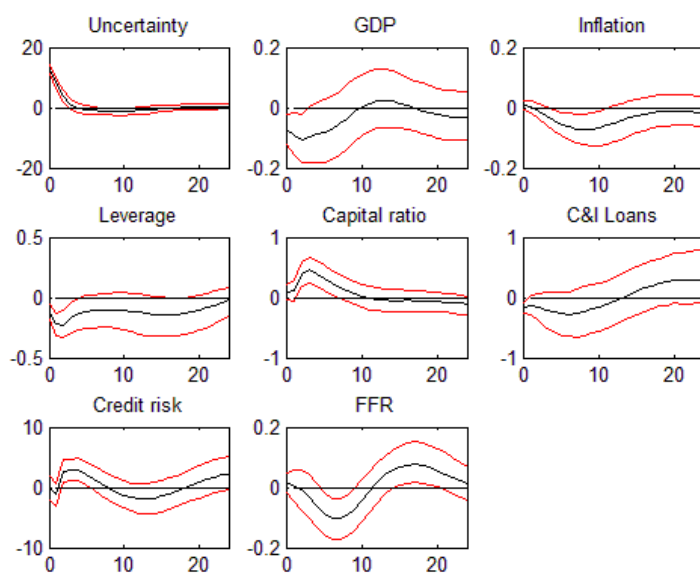 Uncertainty GDP Inflation
20 0.2 0.2
0 0 0
-20 -0.2 -0.2
0 10 20 0 10 20 0 10 20
Leverage Capital ratio C&I Loans
0.5 1 1
0 0 0
-0.5 -1 -1
0 10 20 0 10 20 0 10 20
Credit risk FFR
10 0.2
0 0
-10 -0.2
0 10 20 0 10 20